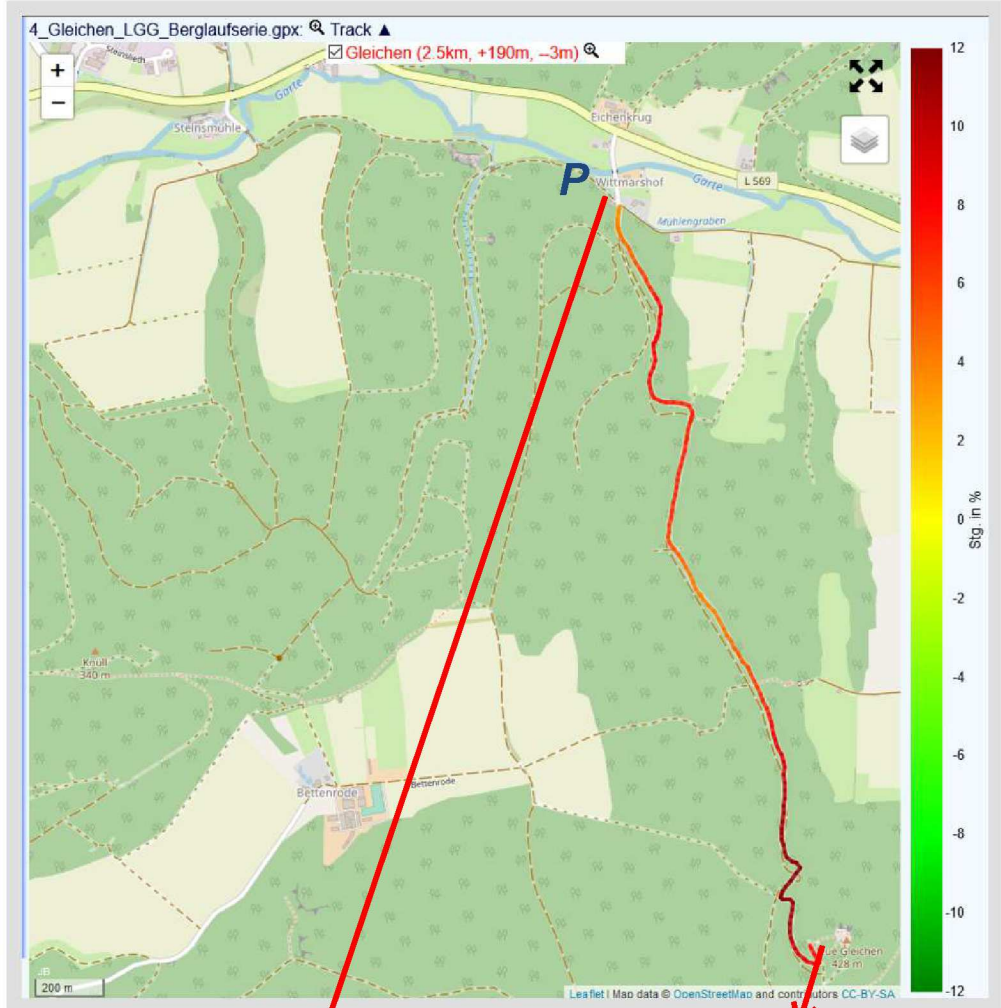 4_Gleichen_LGG_Berglaufserie.gpx: Track ▲
Gleichen (2.5km, +190m, –3m)
+
−
Steinsmühle
Garte
Eichenkrug
P
Wittmarshof
Garte
L 569
Mühlengraben
Knüll
340 m
Bettenrode
Bettenrode
Gleichen
428 m
JB
200 m
Leaflet | Map data © OpenStreetMap and contributors CC-BY-SA
12
10
8
6
4
2
0
-2
-4
-6
-8
-10
-12
Stg. in %